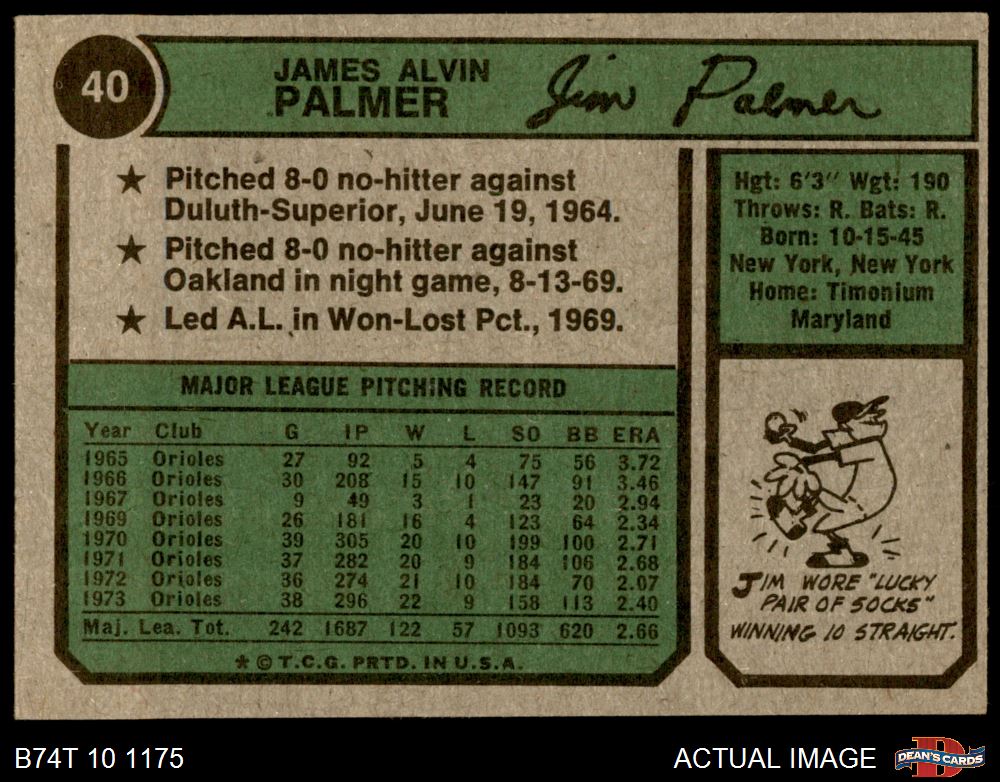 40
JAMES ALVIN
PALMER
Jim Palmer
★ Pitched 8-0 no-hitter against
Duluth-Superior, June 19, 1964.
★ Pitched 8-0 no-hitter against
Oakland in night game, 8-13-69.
★ Led A.L. in Won-Lost Pct., 1969.
Hgt: 6'3" Wgt: 190
Throws: R. Bats: R.
Born: 10-15-45
New York, New York
Home: Timonium
Maryland
MAJOR LEAGUE PITCHING RECORD
Year Club G IP W L SO BB ERA
1965 Orioles 27 92 5 4 75 56 3.72
1966 Orioles 30 208 15 10 147 91 3.46
1967 Orioles 9 49 3 1 23 20 2.94
1969 Orioles 26 181 16 4 123 64 2.34
1970 Orioles 39 305 20 10 199 100 2.71
1971 Orioles 37 282 20 9 184 106 2.68
1972 Orioles 36 274 21 10 184 70 2.07
1973 Orioles 38 296 22 9 158 113 2.40
Maj. Lea. Tot. 242 1687 122 57 1093 620 2.66
★ © T.C.G. PRTD. IN U.S.A.
JIM WORE "LUCKY
PAIR OF SOCKS"
WINNING 10 STRAIGHT.
B74T 10 1175
ACTUAL IMAGE
D
DEAN'S CARDS